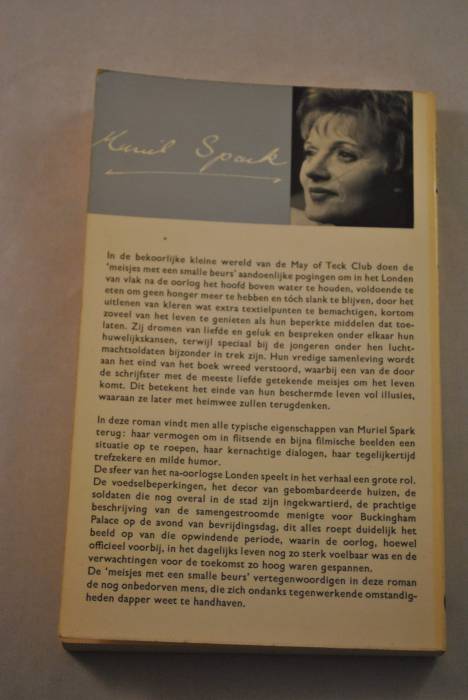 Muriel Spark
In de bekoorlijke kleine wereld van de May of Teck Club doen de
'meisjes met een smalle beurs' aandoenlijke pogingen om in het Londen
van vlak na de oorlog het hoofd boven water te houden, voldoende te
eten om geen honger meer te hebben en tóch slank te blijven, door het
uitlenen van kleren wat extra textielpunten te bemachtigen, kortom
zoveel van het leven te genieten als hun beperkte middelen dat toe-
laten. Zij dromen van liefde en geluk en bespreken onder elkaar hun
huwelijkskansen, terwijl speciaal bij de jongeren onder hen lucht-
machtsoldaten bijzonder in trek zijn. Hun vredige samenleving wordt
aan het eind van het boek wreed verstoord, waarbij een van de door
de schrijfster met de meeste liefde getekende meisjes om het leven
komt. Dit betekent het einde van hun beschermde leven vol illusies,
waaraan ze later met heimwee zullen terugdenken.
In deze roman vindt men alle typische eigenschappen van Muriel Spark
terug: haar vermogen om in flitsende en bijna filmische beelden een
situatie op te roepen, haar kernachtige dialogen, haar tegelijkertijd
trefzekere en milde humor.
De sfeer van het na-oorlogse Londen speelt in het verhaal een grote rol.
De voedselbeperkingen, het decor van gebombardeerde huizen, de
soldaten die nog overal in de stad zijn ingekwartierd, de prachtige
beschrijving van de samengestroomde menigte voor Buckingham
Palace op de avond van bevrijdingsdag, dit alles roept duidelijk het
beeld op van die opwindende periode, waarin de oorlog, hoewel
officieel voorbij, in het dagelijks leven nog zo sterk voelbaar was en de
verwachtingen voor de toekomst zo hoog waren gespannen.
De 'meisjes met een smalle beurs' vertegenwoordigen in deze roman
de nog onbedorven mens, die zich ondanks tegenwerkende omstandig-
heden dapper weet te handhaven.